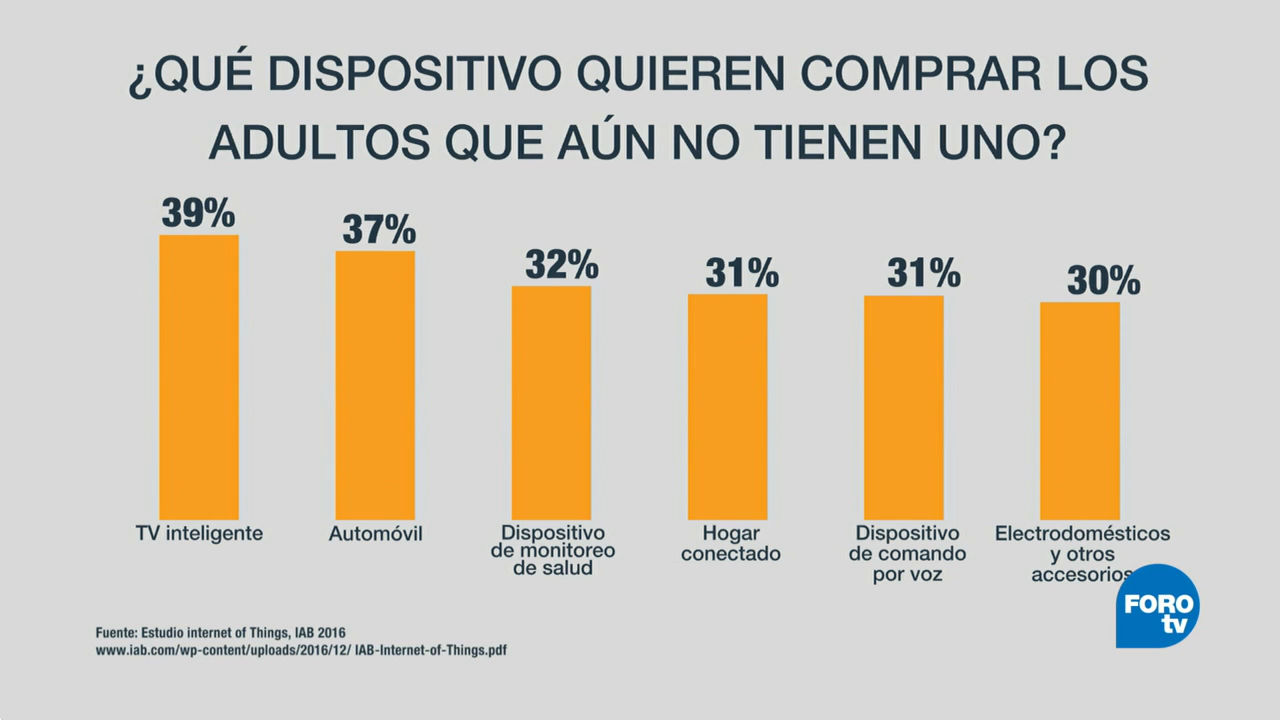 ¿QUÉ DISPOSITIVO QUIEREN COMPRAR LOS
ADULTOS QUE AÚN NO TIENEN UNO?
39%
37%
32%
31%
31%
30%
TV inteligente
Automóvil
Dispositivo
de monitoreo
de salud
Hogar
conectado
Dispositivo
de comando
por voz
Electrodomésticos
y otros
accesorios
Fuente: Estudio internet of Things, IAB 2016
www.iab.com/wp-content/uploads/2016/12/ IAB-Internet-of-Things.pdf
FORO
tv